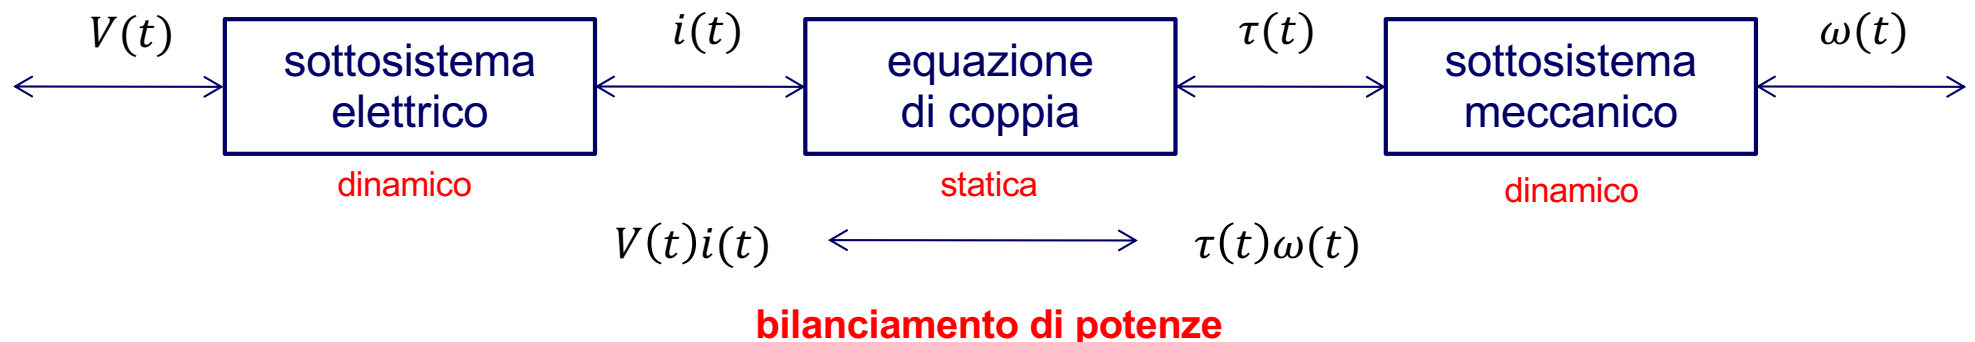 V(t)
sottosistema
elettrico
i(t)
equazione
di coppia
τ(t)
sottosistema
meccanico
ω(t)
dinamico
statica
dinamico
V(t)i(t)
τ(t)ω(t)
bilanciamento di potenze